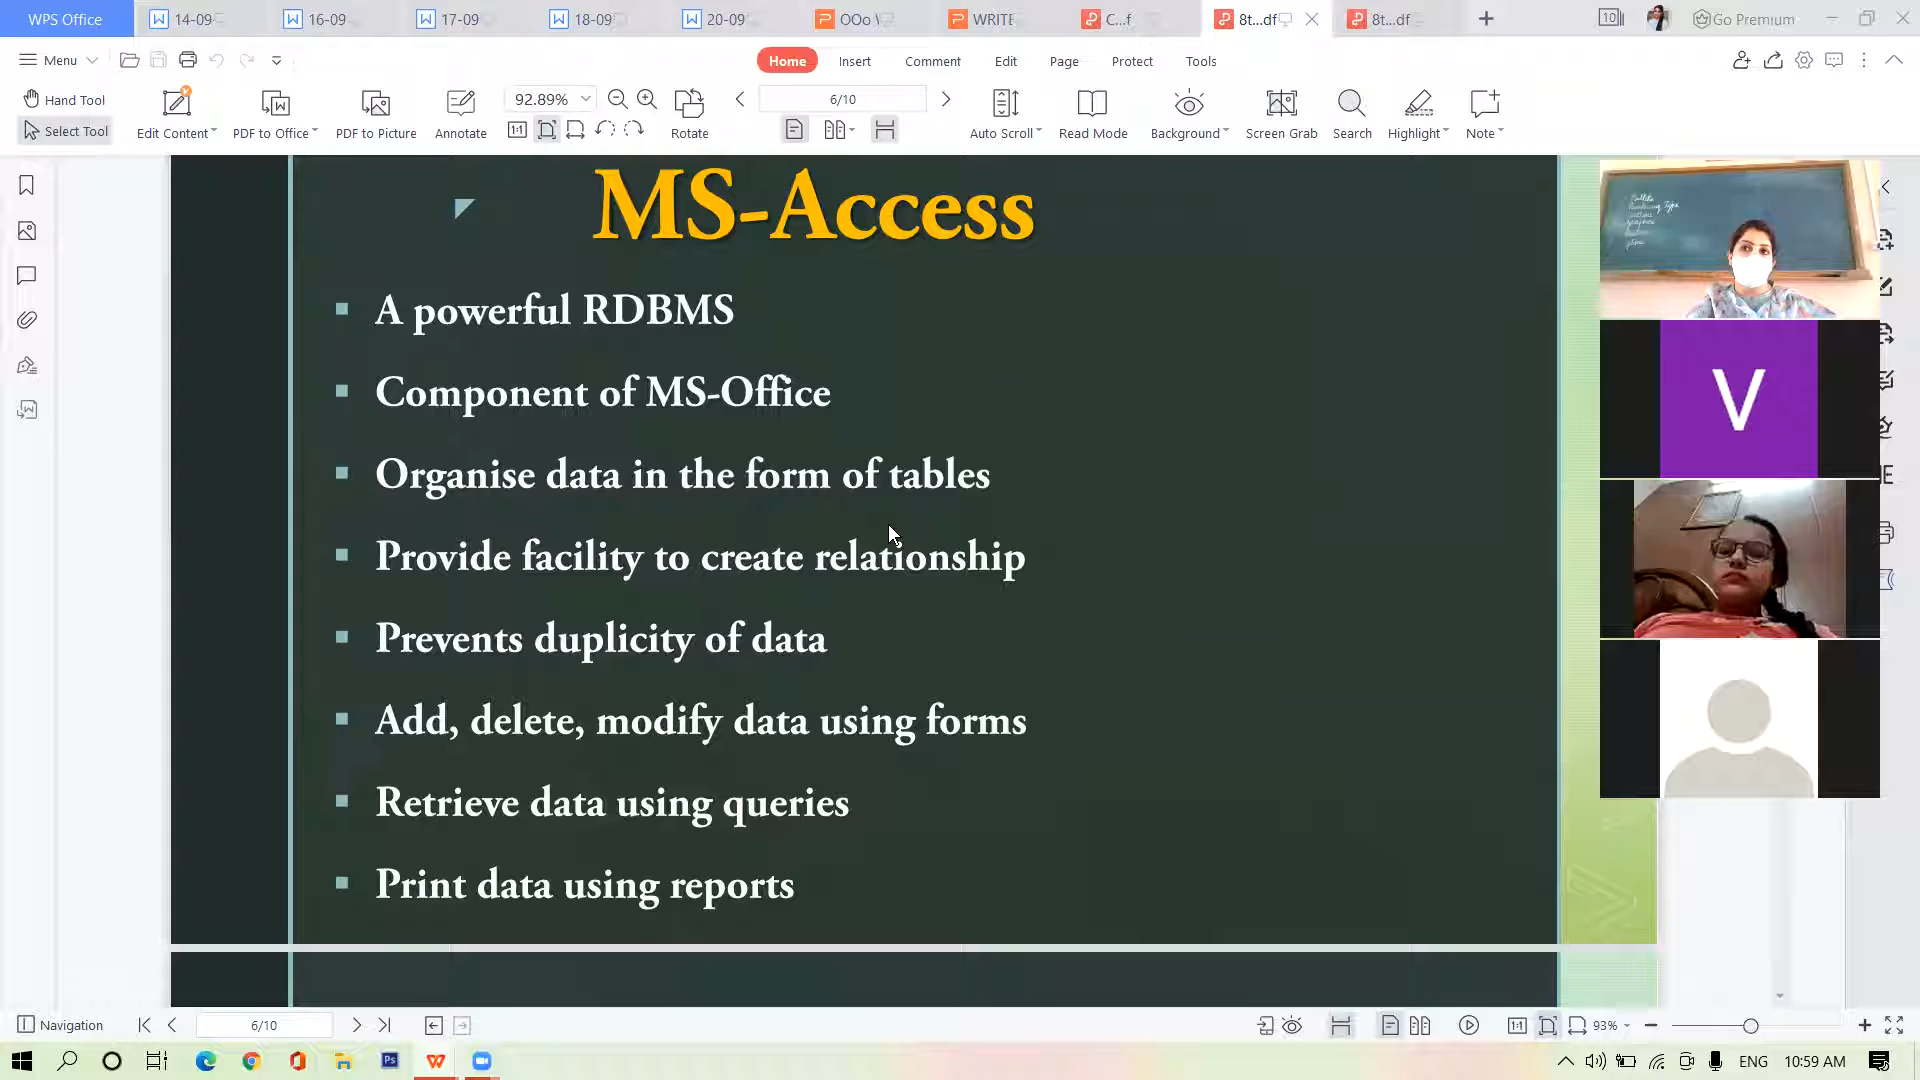 WPS Office
14-09
16-09
17-09
18-09
20-09
OOo
WRITE
C...f
8t...df
8t...df
10
Go Premium
Menu
Home
Insert
Comment
Edit
Page
Protect
Tools
Hand Tool
Select Tool
Edit Content
PDF to Office
PDF to Picture
Annotate
92.89%
Rotate
6/10
Auto Scroll
Read Mode
Background
Screen Grab
Search
Highlight
Note
MS-Access
A powerful RDBMS
Component of MS-Office
Organise data in the form of tables
Provide facility to create relationship
Prevents duplicity of data
Add, delete, modify data using forms
Retrieve data using queries
Print data using reports
V
Navigation
6/10
93%
ENG
10:59 AM